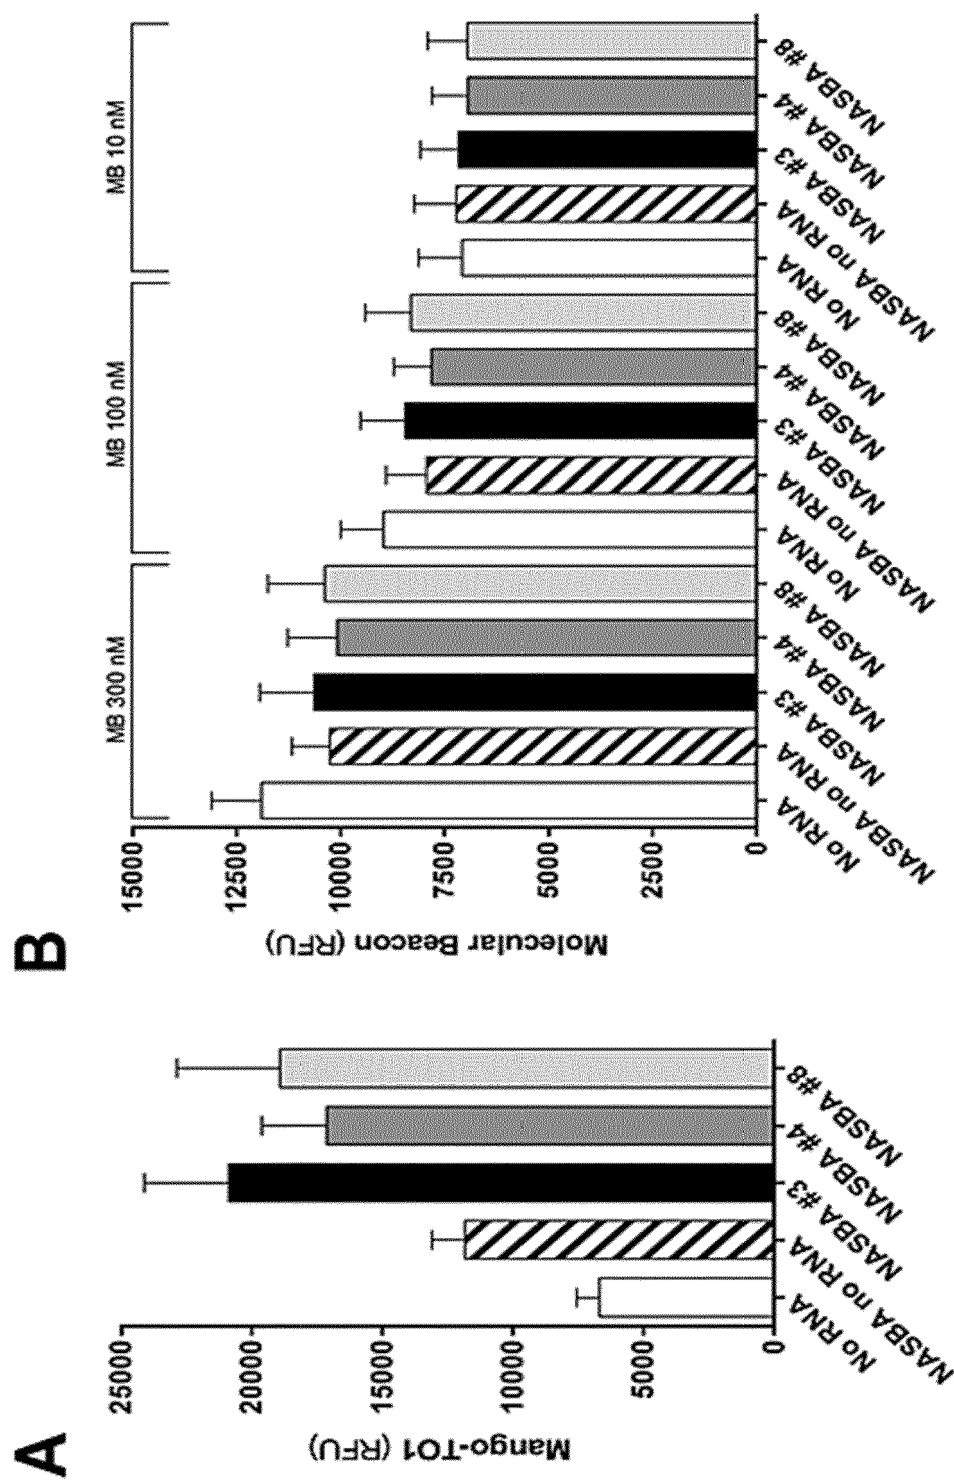 A
Mango-TO1 (RFU)
25000
20000
15000
10000
5000
0
No RNA
NASBA no RNA
NASBA #3
NASBA #4
NASBA #8
B
Molecular Beacon (RFU)
15000
12500
10000
7500
5000
2500
0
MB 300 nM
MB 100 nM
MB 10 nM
No RNA
NASBA no RNA
NASBA #3
NASBA #4
NASBA #8
No RNA
NASBA no RNA
NASBA #3
NASBA #4
NASBA #8
No RNA
NASBA no RNA
NASBA #3
NASBA #4
NASBA #8